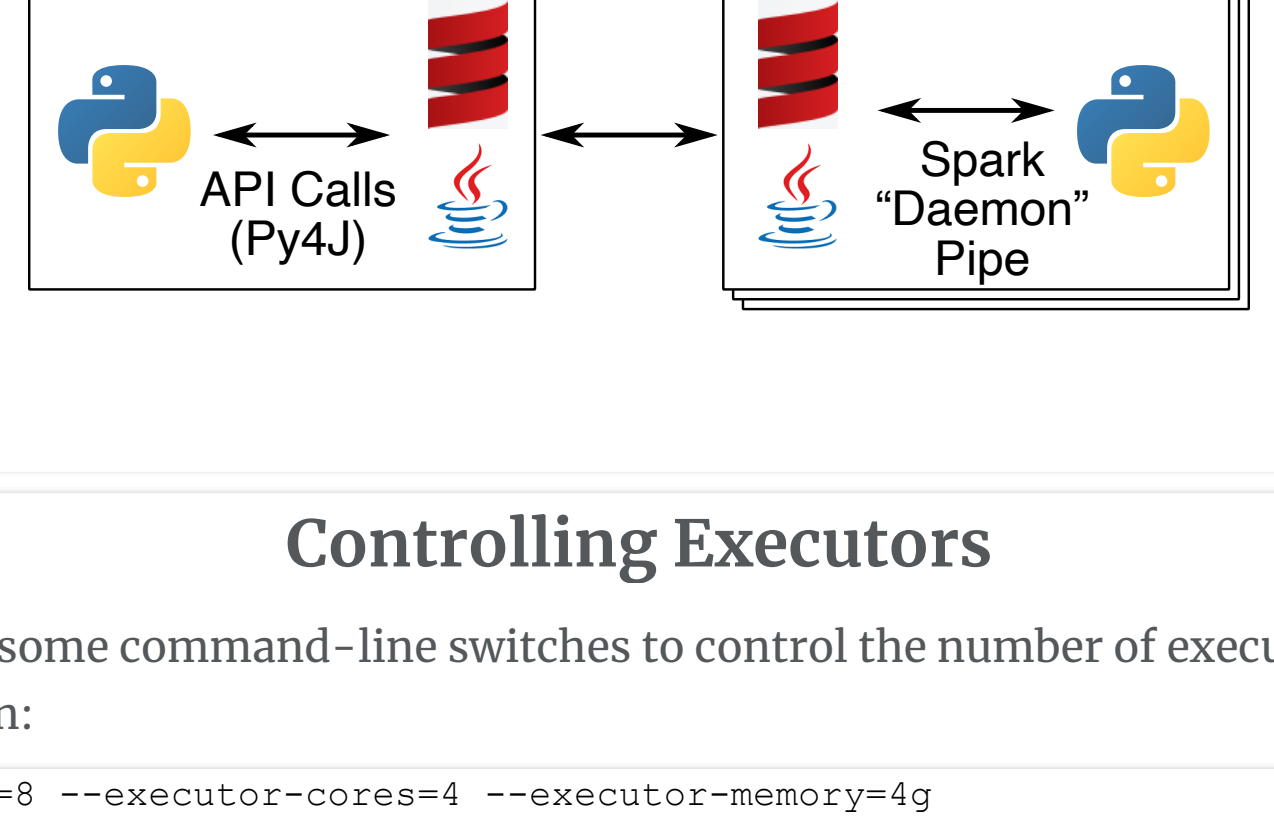 API Calls
(Py4J)
Spark
“Daemon”
Pipe
Controlling Executors
some command-line switches to control the number of execu
n:
=8 --executor-cores=4 --executor-memory=4g